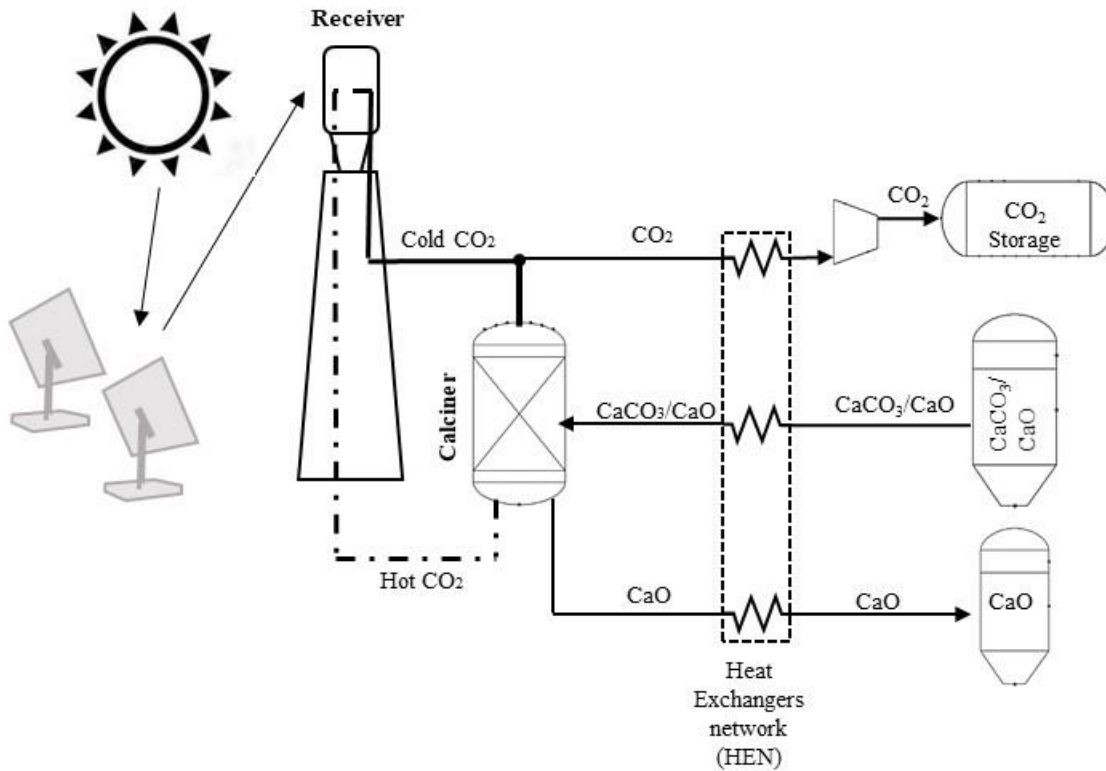 Receiver
CO₂
CO₂
Storage
Cold CO₂
CO₂
Calciner
CaCO₃/CaO
CaCO₃/CaO
CaCO₃/
CaO
Hot CO₂
CaO
CaO
CaO
Heat
Exchangers
network
(HEN)